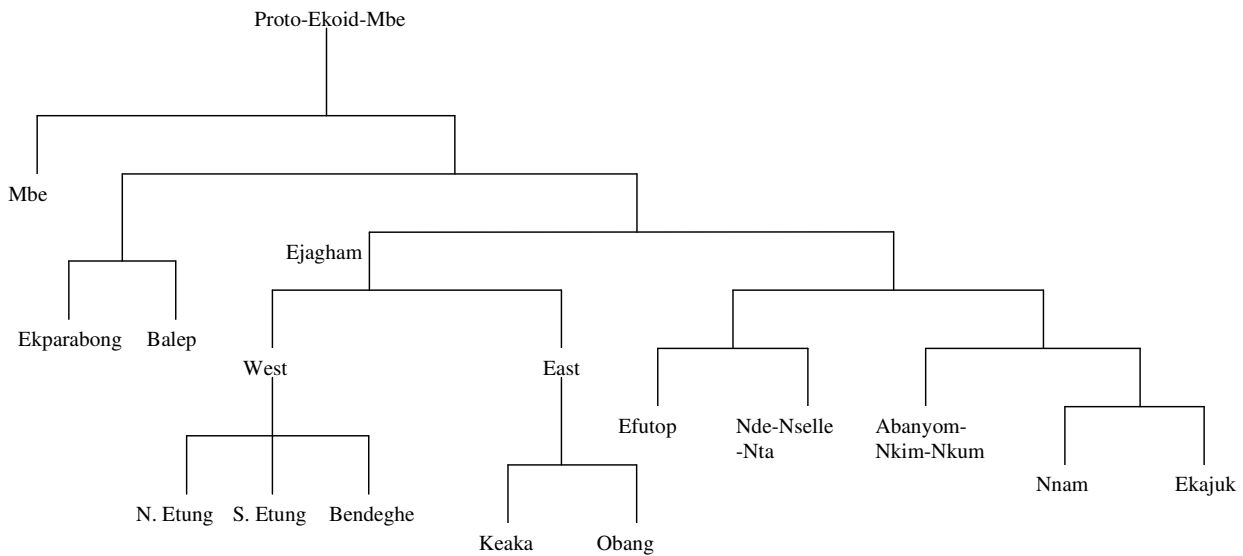 Proto-Ekoid-Mbe
Mbe
Ejagham
Ekparabong
Balep
West
East
Efutop
Nde-Nselle
-Nta
Abanyom-
Nkim-Nkum
Nnam
Ekajuk
N. Etung
S. Etung
Bendeghe
Keaka
Obang